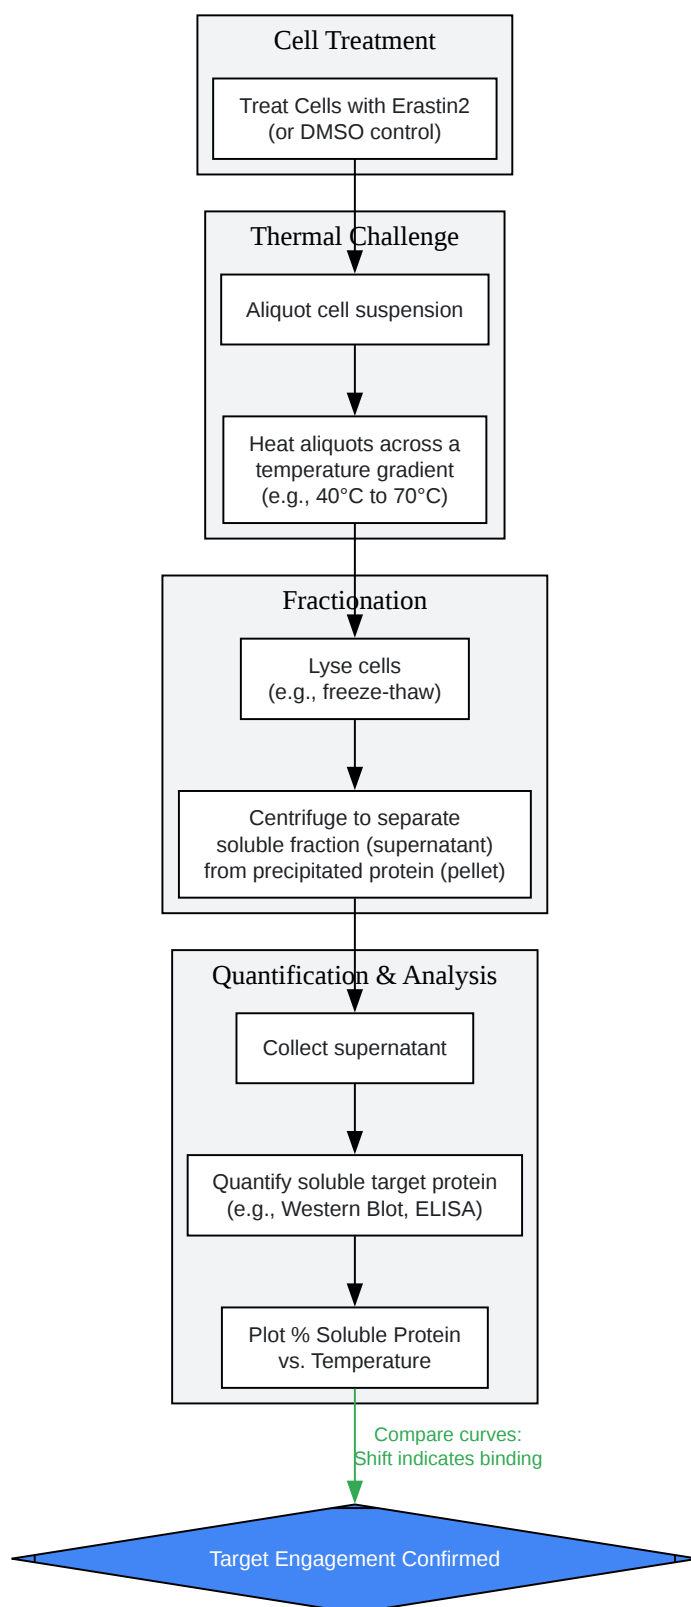 Cell Treatment
Treat Cells with Erastin2
(or DMSO control)
Thermal Challenge
Aliquot cell suspension
Heat aliquots across a
temperature gradient
(e.g., 40°C to 70°C)
Fractionation
Lyse cells
(e.g., freeze-thaw)
Centrifuge to separate
soluble fraction (supernatant)
from precipitated protein (pellet)
Quantification & Analysis
Collect supernatant
Quantify soluble target protein
(e.g., Western Blot, ELISA)
Plot % Soluble Protein
vs. Temperature
Compare curves:
Shift indicates binding
Target Engagement Confirmed